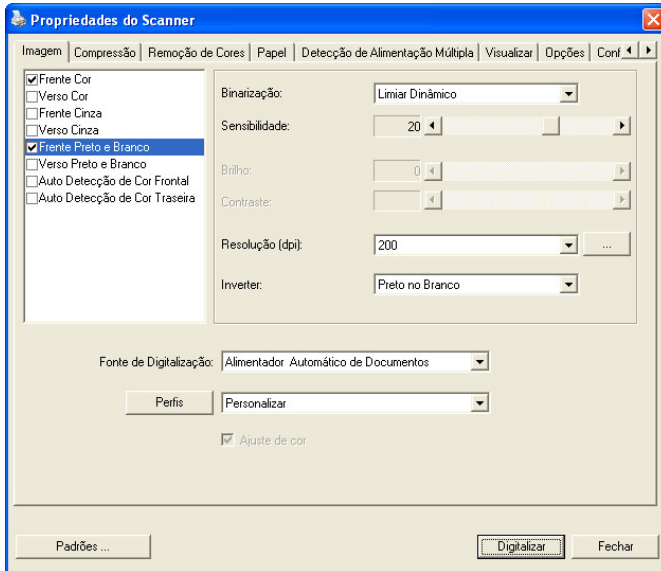 Propriedades do Scanner
Imagem Compressão Remoção de Cores Papel Detecção de Alimentação Múltipla Visualizar Opções Conf
Frente Cor
Verso Cor
Frente Cinza
Verso Cinza
Frente Preto e Branco
Verso Preto e Branco
Auto Detecção de Cor Frontal
Auto Detecção de Cor Traseira
Binarização: Limiar Dinâmico
Sensibilidade: 20
Brilho: 0
Contraste:
Resolução (dpi): 200 ...
Inverter: Preto no Branco
Fonte de Digitalização: Alimentador Automático de Documentos
Perfis Personalizar
Ajuste de cor
Padrões ... Digitalizar Fechar